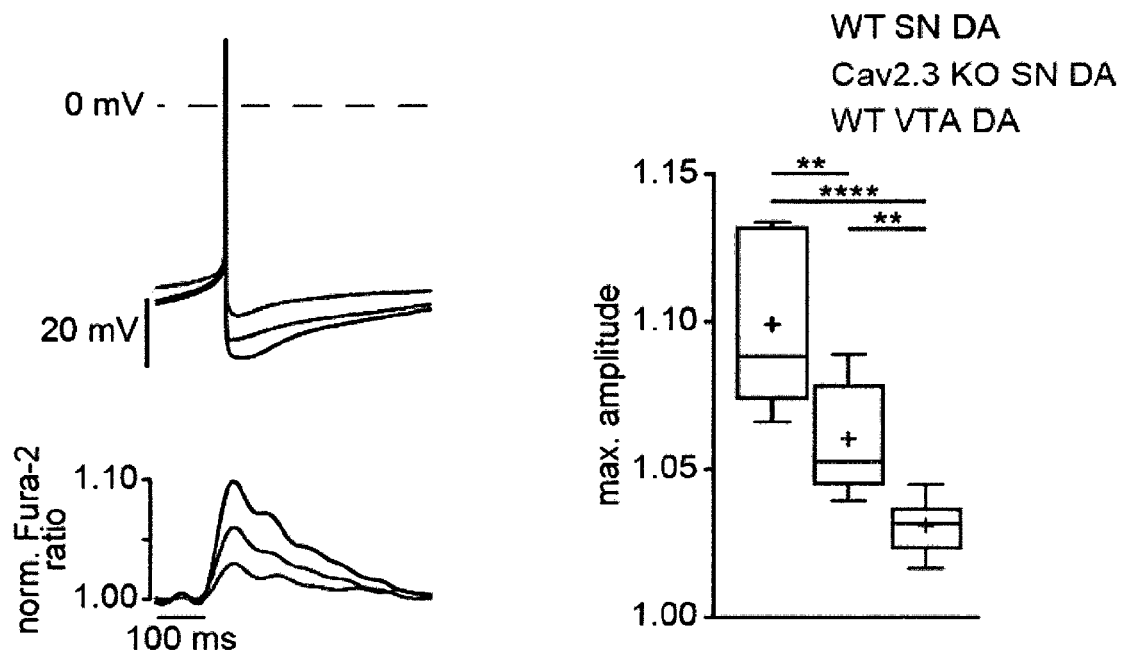 0 mV
20 mV
norm. Fura-2
ratio
1.10
1.00
100 ms
WT SN DA
Cav2.3 KO SN DA
WT VTA DA
max. amplitude
1.15
1.10
1.05
1.00
**
****
**